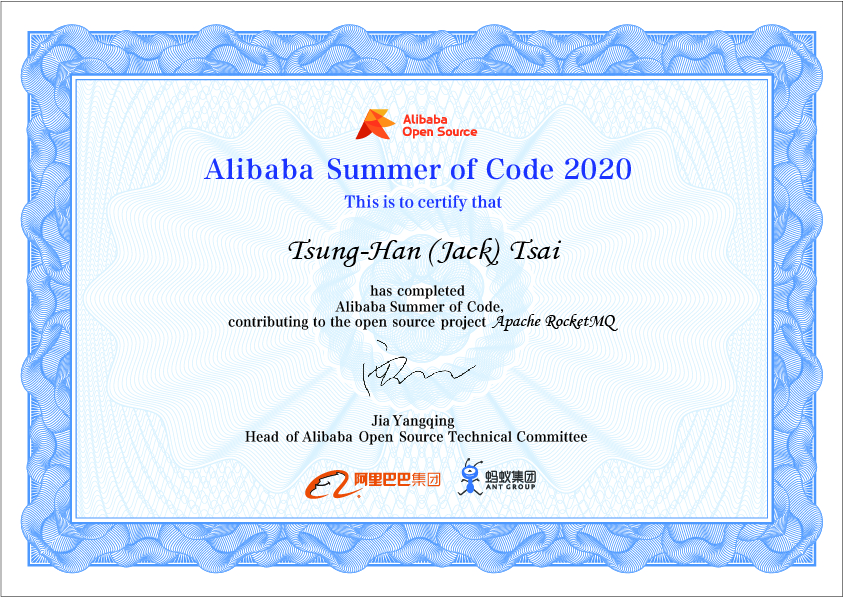 Alibaba
Open Source
Alibaba Summer of Code 2020
This is to certify that
Tsung-Han (Jack) Tsai
has completed
Alibaba Summer of Code,
contributing to the open source project Apache RocketMQ
Jia Yangqing
Head of Alibaba Open Source Technical Committee
阿里巴巴集团 蚂蚁集团
ANT GROUP